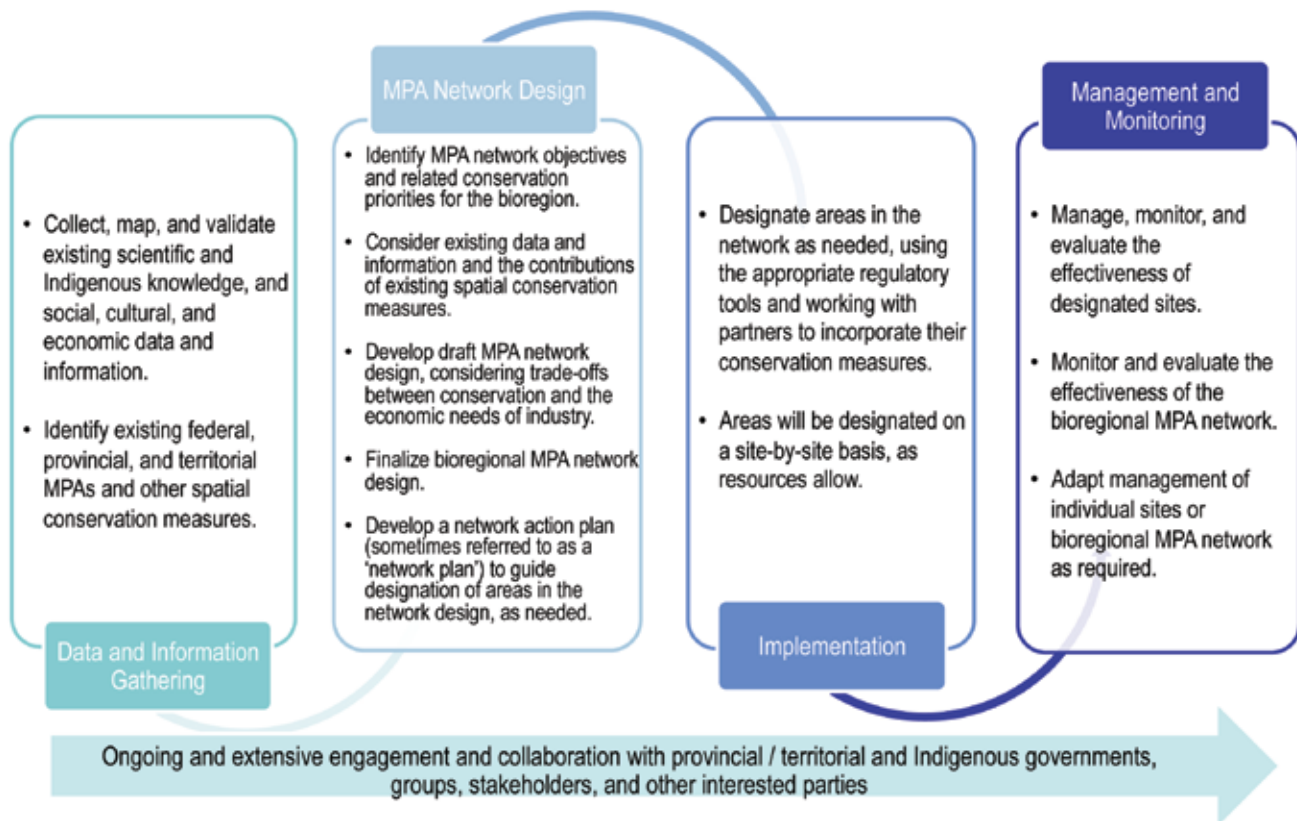 Data and Information
Gathering
• Collect, map, and validate
existing scientific and
Indigenous knowledge, and
social, cultural, and
economic data and
information.
• Identify existing federal,
provincial, and territorial
MPAs and other spatial
conservation measures.
MPA Network Design
• Identify MPA network objectives
and related conservation
priorities for the bioregion.
• Consider existing data and
information and the contributions
of existing spatial conservation
measures.
• Develop draft MPA network
design, considering trade-offs
between conservation and the
economic needs of industry.
• Finalize bioregional MPA network
design.
• Develop a network action plan
(sometimes referred to as a
‘network plan’) to guide
designation of areas in the
network design, as needed.
Implementation
• Designate areas in the
network as needed, using
the appropriate regulatory
tools and working with
partners to incorporate their
conservation measures.
• Areas will be designated on
a site-by-site basis, as
resources allow.
Management and
Monitoring
• Manage, monitor, and
evaluate the
effectiveness of
designated sites.
• Monitor and evaluate the
effectiveness of the
bioregional MPA network.
• Adapt management of
individual sites or
bioregional MPA network
as required.
Ongoing and extensive engagement and collaboration with provincial / territorial and Indigenous governments,
groups, stakeholders, and other interested parties